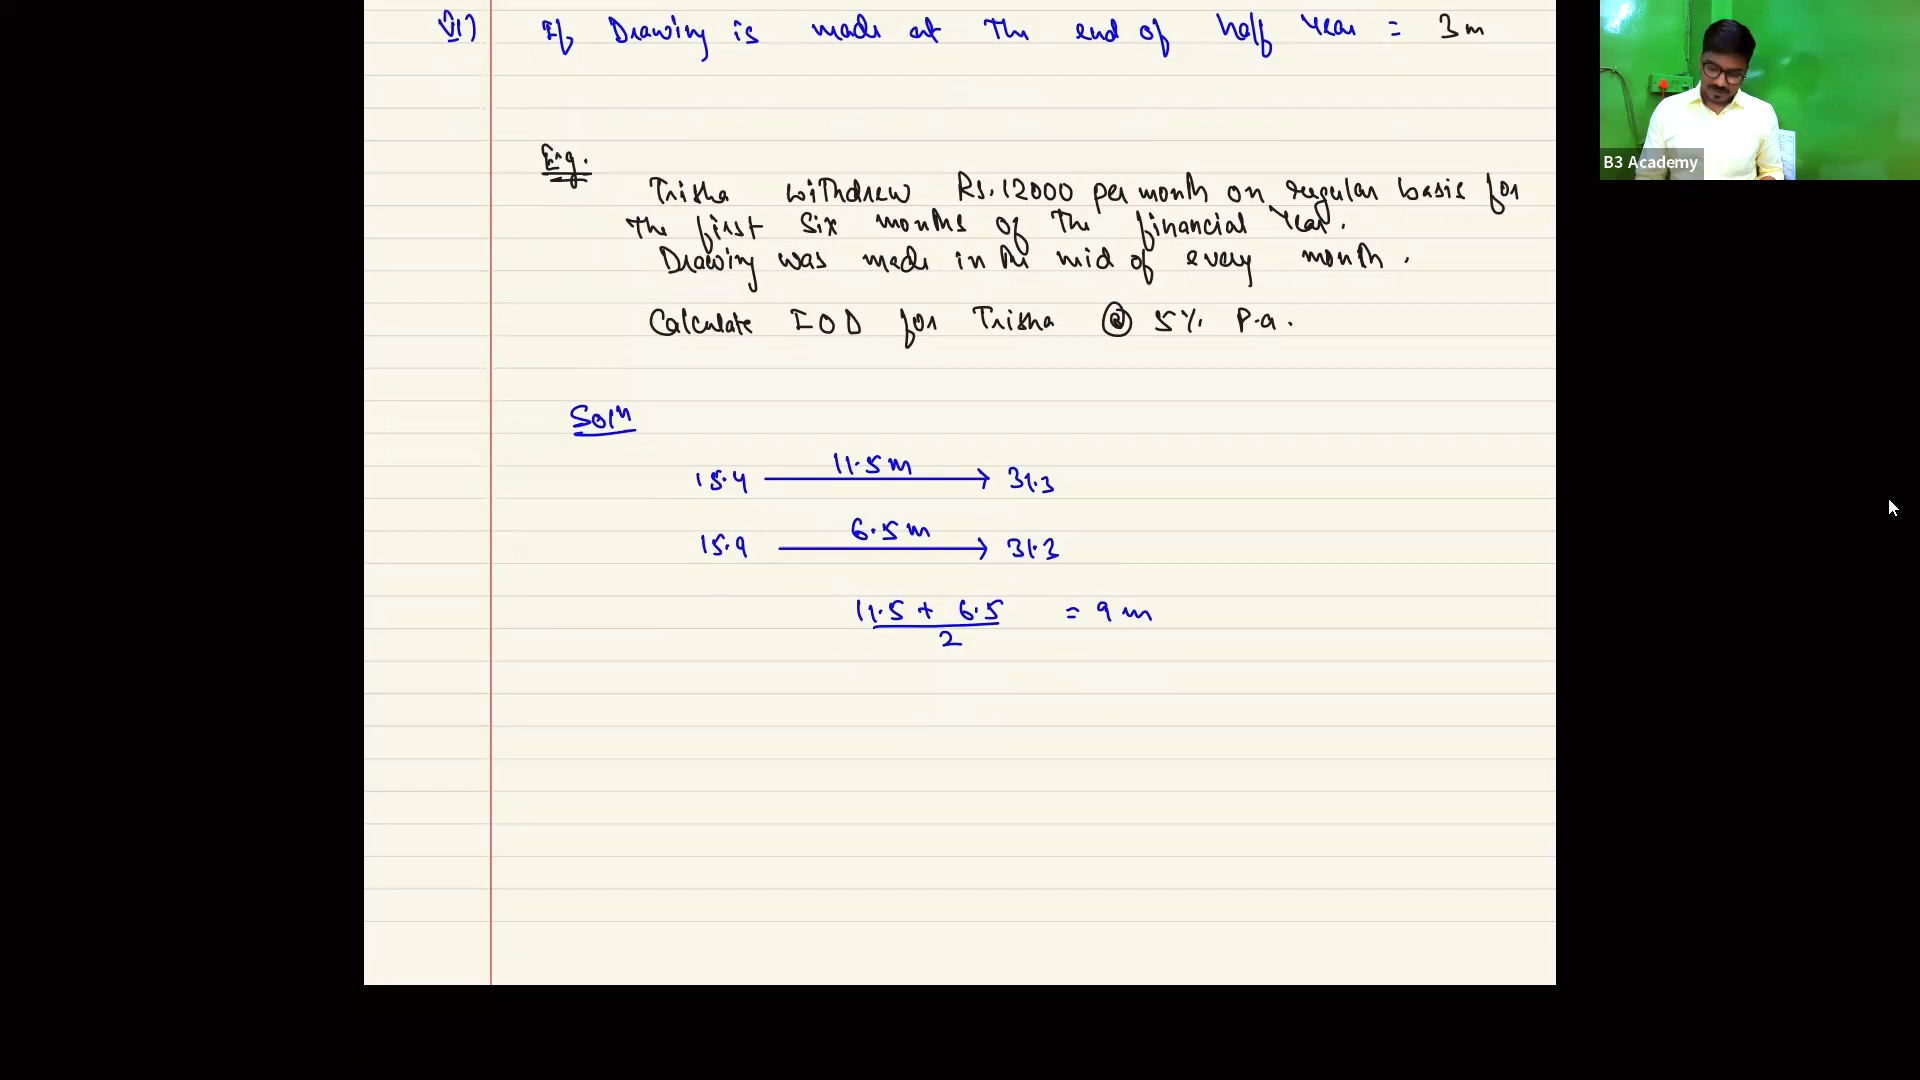 VI) If Drawing is made at the end of half Year = 3m
Eg.
Trisha withdrew Rs.12000 per month on regular basis for
the first six months of the financial Year.
Drawing was made in the mid of every month.
Calculate IOD for Trisha @ 5% P.a.
Solⁿ
15.4 11.5m 31.3
15.9 6.5m 31.3
11.5 + 6.5 = 9m
2
B3 Academy